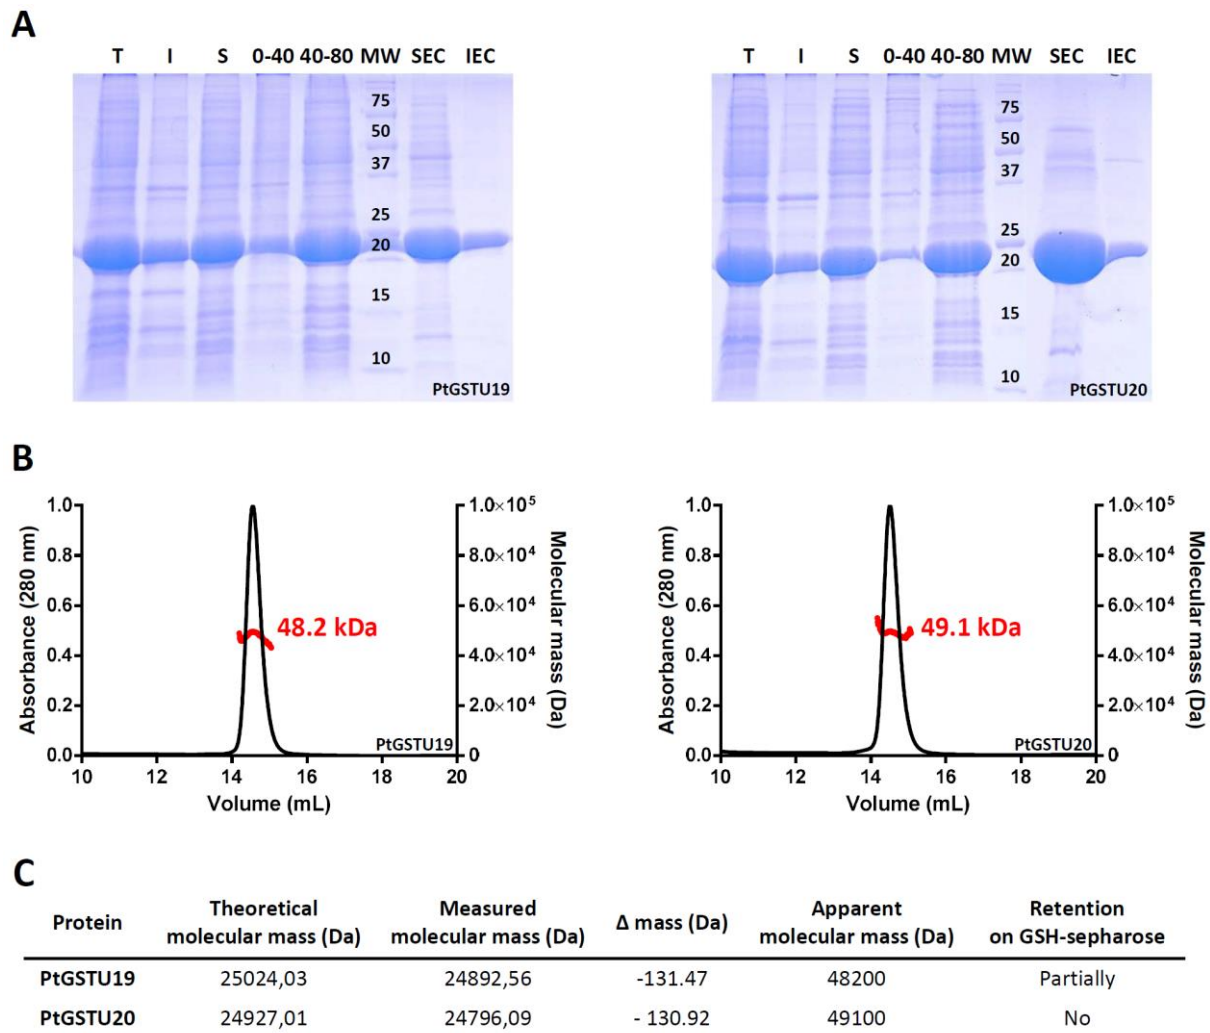 A
T I S 0-40 40-80 MW SEC IEC
75
50
37
25
20
15
10
PtGSTU19
T I S 0-40 40-80 MW SEC IEC
75
50
37
25
20
15
10
PtGSTU20
B
1.0
0.8
0.6
0.4
0.2
0.0
Absorbance (280 nm)
1.0×10⁵
8.0×10⁴
6.0×10⁴
4.0×10⁴
2.0×10⁴
0
Molecular mass (Da)
48.2 kDa
PtGSTU19
10 12 14 16 18 20
Volume (mL)
1.0
0.8
0.6
0.4
0.2
0.0
Absorbance (280 nm)
1.0×10⁵
8.0×10⁴
6.0×10⁴
4.0×10⁴
2.0×10⁴
0
Molecular mass (Da)
49.1 kDa
PtGSTU20
10 12 14 16 18 20
Volume (mL)
C
Protein Theoretical molecular mass (Da) Measured molecular mass (Da) Δ mass (Da) Apparent molecular mass (Da) Retention on GSH-sepharose
PtGSTU19 25024,03 24892,56 -131.47 48200 Partially
PtGSTU20 24927,01 24796,09 - 130.92 49100 No